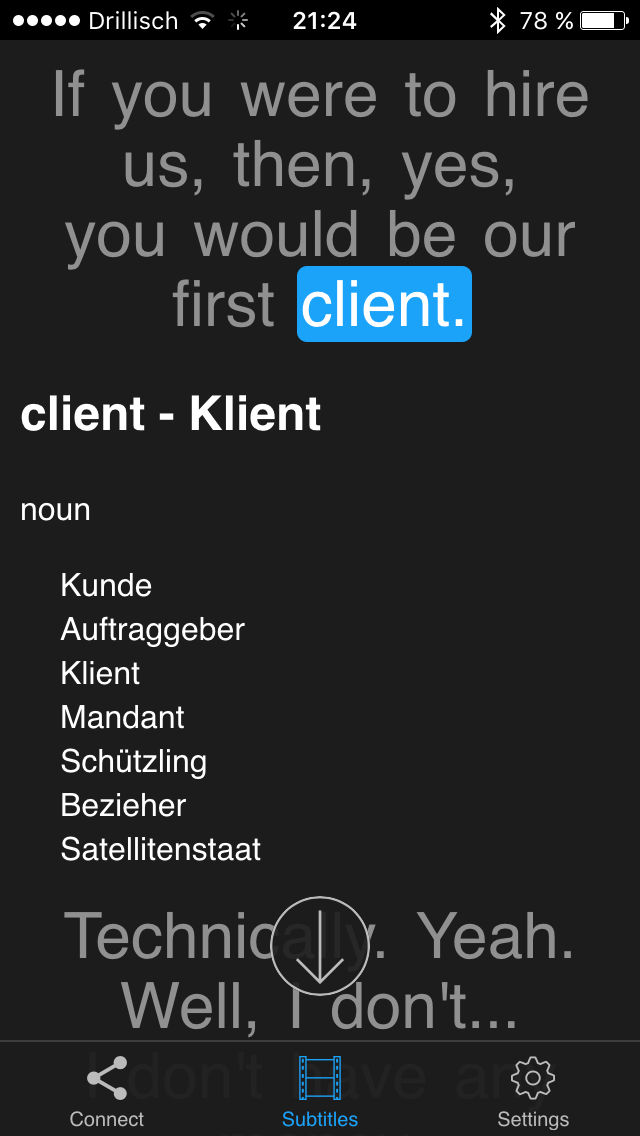 Drillisch 21:24 78 %
If you were to hire
us, then, yes,
you would be our
first client.
client - Klient
noun
Kunde
Auftraggeber
Klient
Mandant
Schützling
Bezieher
Satellitenstaat
Technically. Yeah.
Well, I don't...
I don't have any
Connect Subtitles Settings